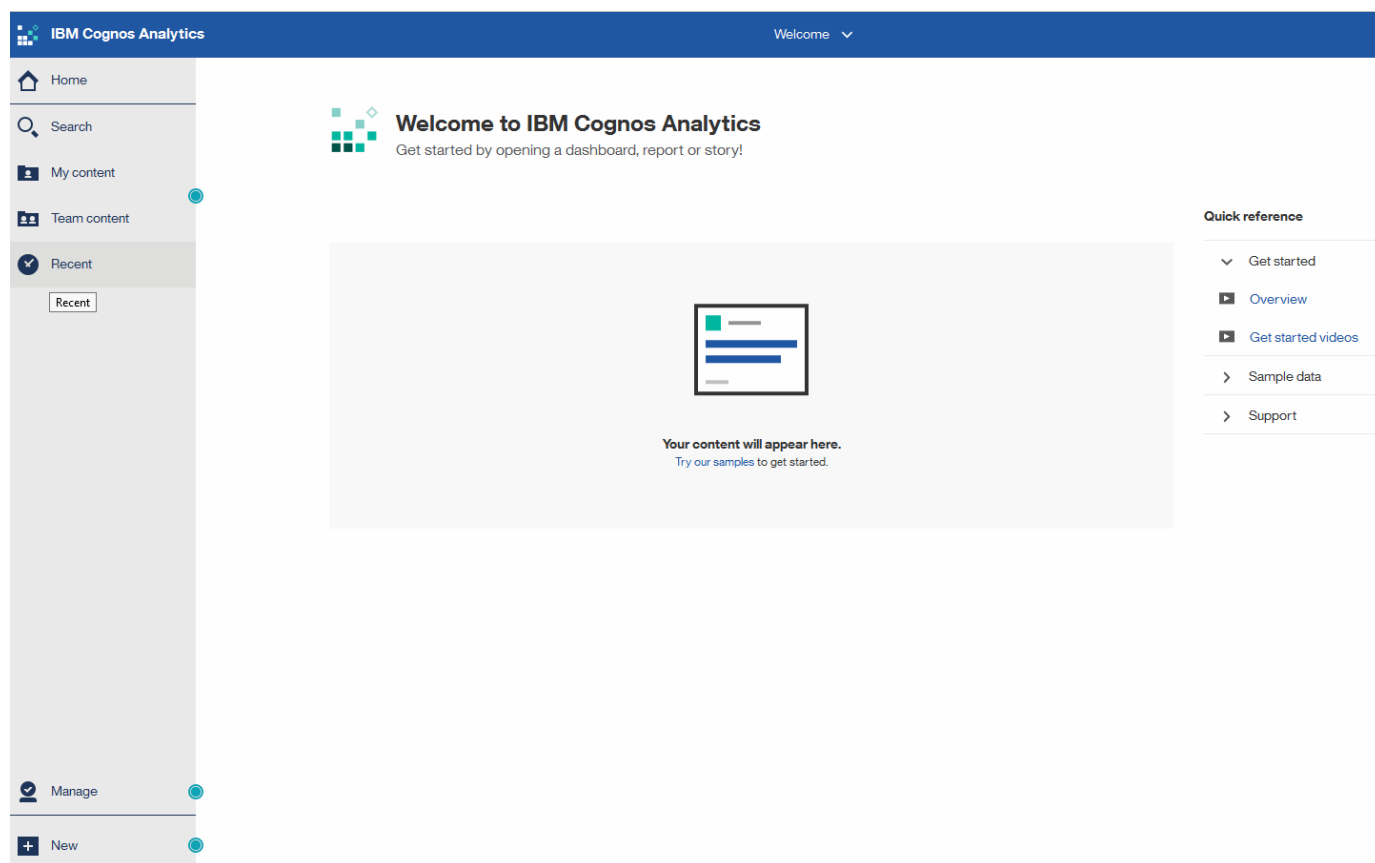 IBM Cognos Analytics
Welcome
Home
Search
My content
Team content
Recent
Recent
Manage
New
Welcome to IBM Cognos Analytics
Get started by opening a dashboard, report or story!
Your content will appear here.
Try our samples to get started.
Quick reference
Get started
Overview
Get started videos
Sample data
Support